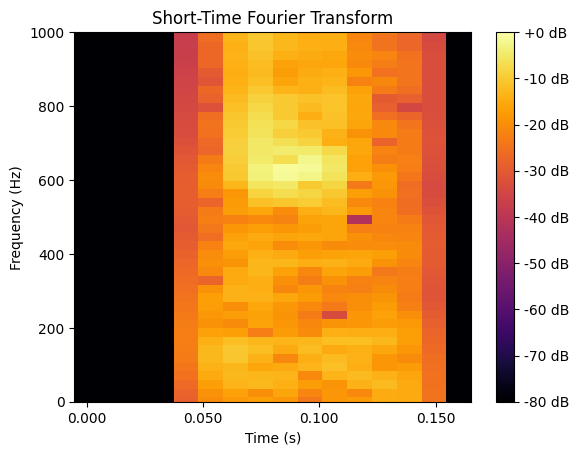 Short-Time Fourier Transform
Frequency (Hz)
1000
800
600
400
200
0
0.000
0.050
0.100
0.150
Time (s)
+0 dB
-10 dB
-20 dB
-30 dB
-40 dB
-50 dB
-60 dB
-70 dB
-80 dB